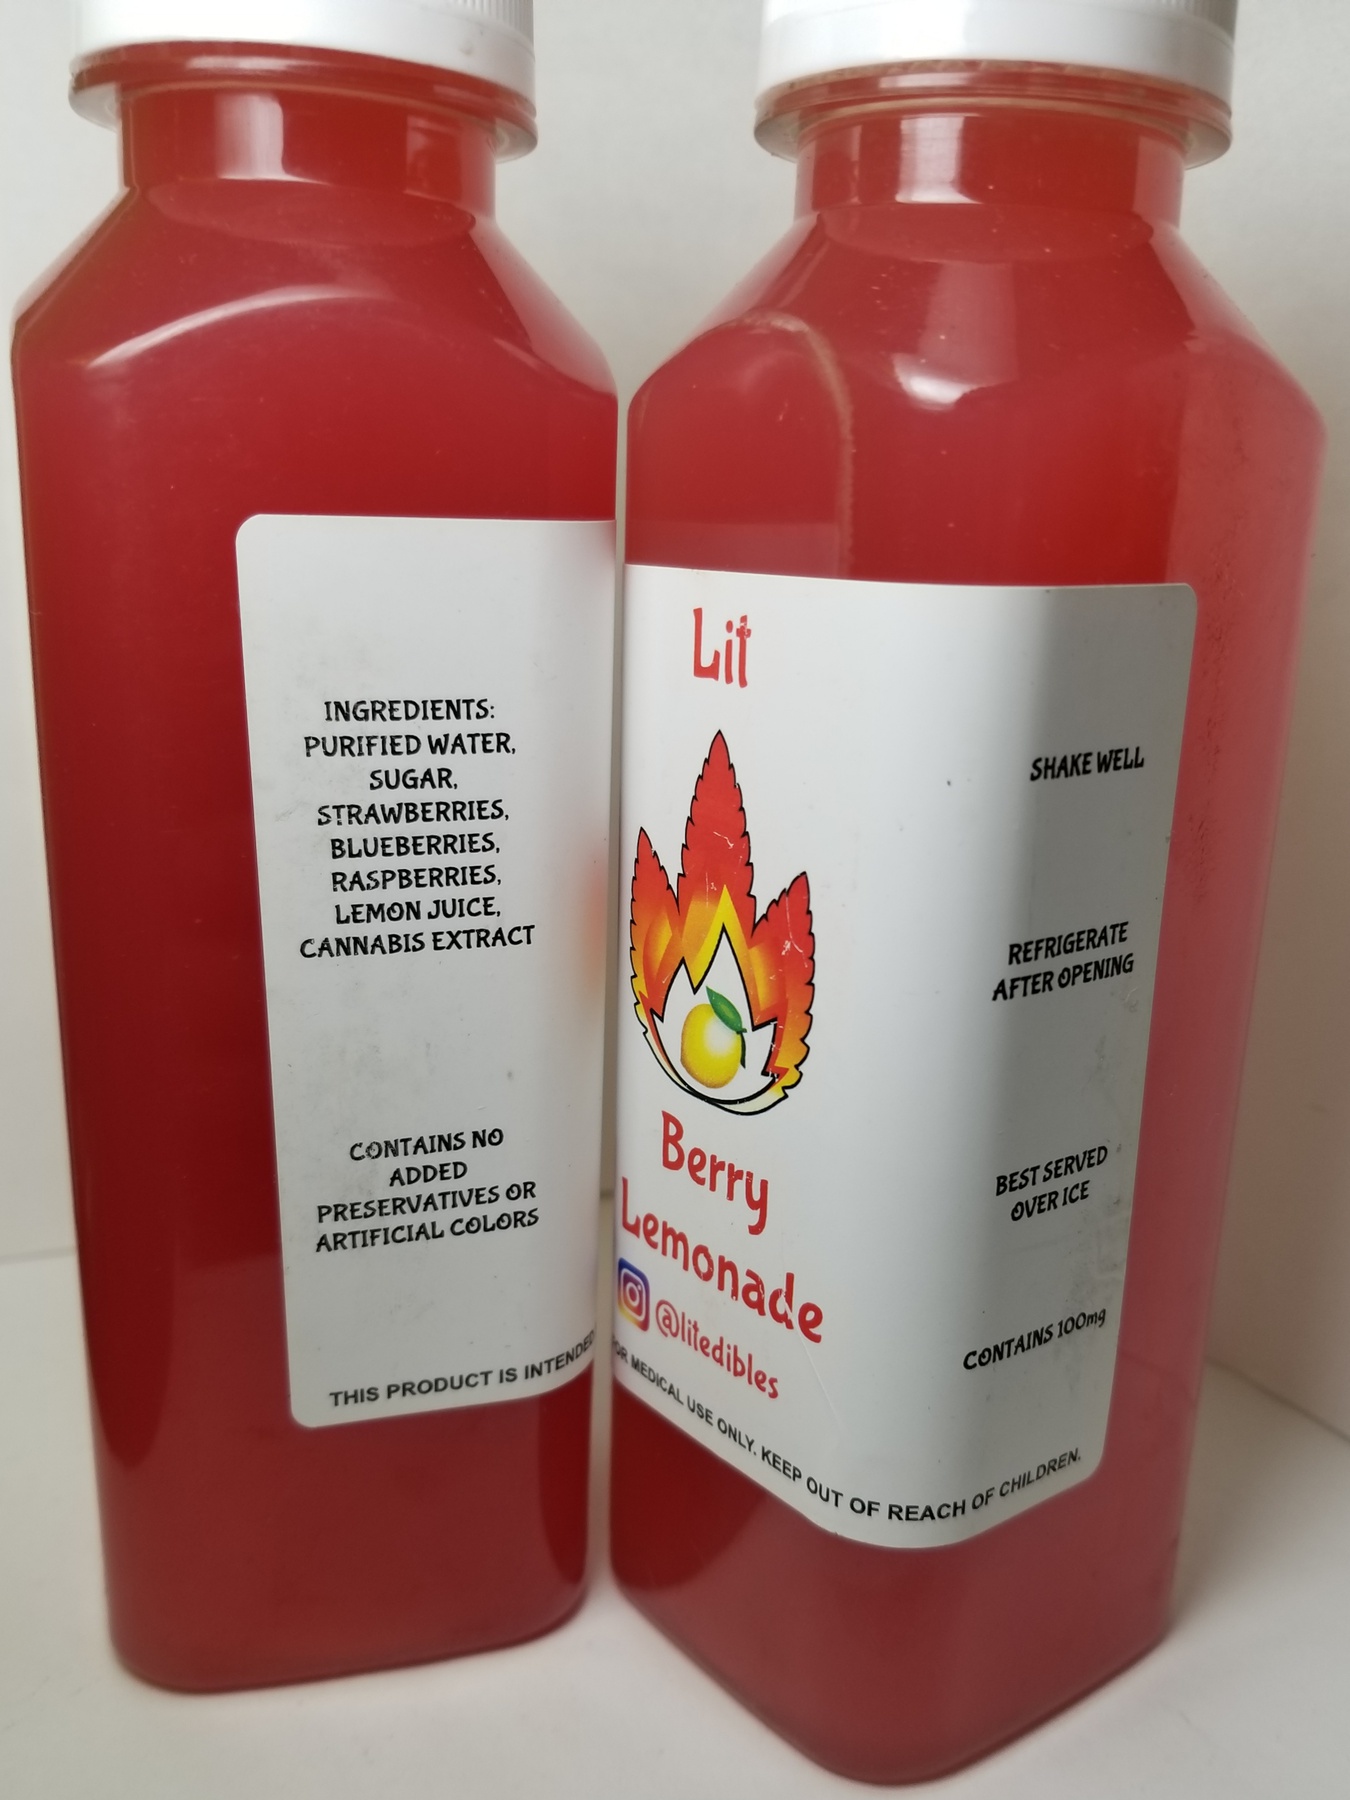 INGREDIENTS:
PURIFIED WATER,
SUGAR,
STRAWBERRIES,
BLUEBERRIES,
RASPBERRIES,
LEMON JUICE,
CANNABIS EXTRACT
CONTAINS NO
ADDED
PRESERVATIVES OR
ARTIFICIAL COLORS
THIS PRODUCT IS INTENDED
Lit
Berry
Lemonade
@litedibles
FOR MEDICAL USE ONLY. KEEP OUT OF REACH OF CHILDREN.
SHAKE WELL
REFRIGERATE
AFTER OPENING
BEST SERVED
OVER ICE
CONTAINS 100mg